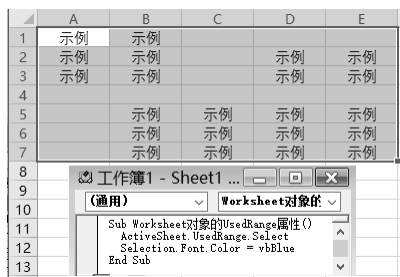 A B C D E
1 示例 示例
2 示例 示例 示例 示例
3 示例 示例 示例 示例
4
5 示例 示例 示例 示例
6 示例 示例 示例 示例
7 示例 示例 示例 示例
8
9
10
11
12
13
工作簿1 - Sheet1 ...
(通用) Worksheet对象的
Sub Worksheet对象的UsedRange属性()
ActiveSheet.UsedRange.Select
Selection.Font.Color = vbBlue
End Sub